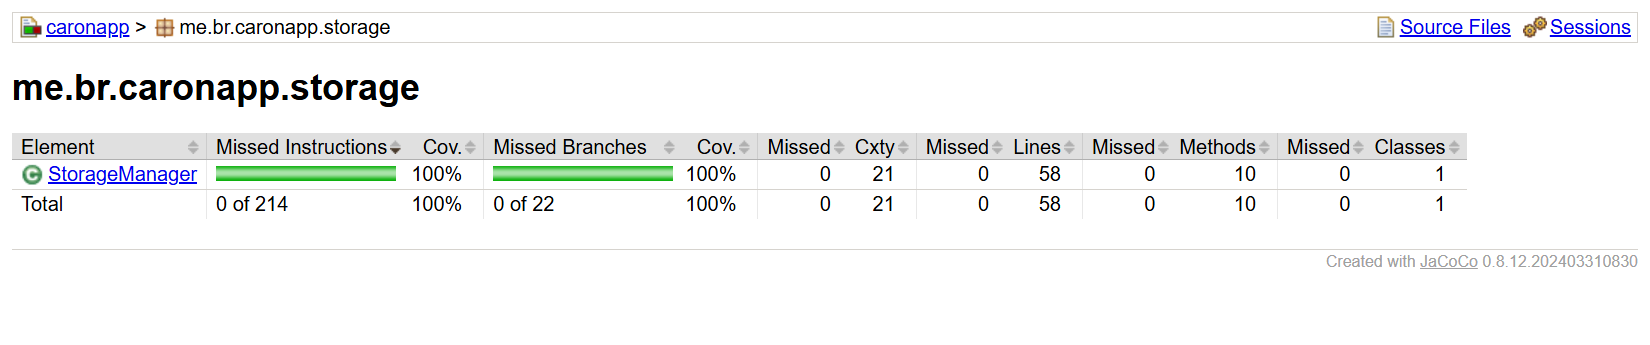 caronapp > me.br.caronapp.storage Source Files Sessions
me.br.caronapp.storage
Element Missed Instructions Cov. Missed Branches Cov. Missed Cxty Missed Lines Missed Methods Missed Classes
C StorageManager 100% 100% 0 21 0 58 0 10 0 1
Total 0 of 214 100% 0 of 22 100% 0 21 0 58 0 10 0 1
Created with JaCoCo 0.8.12.202403310830